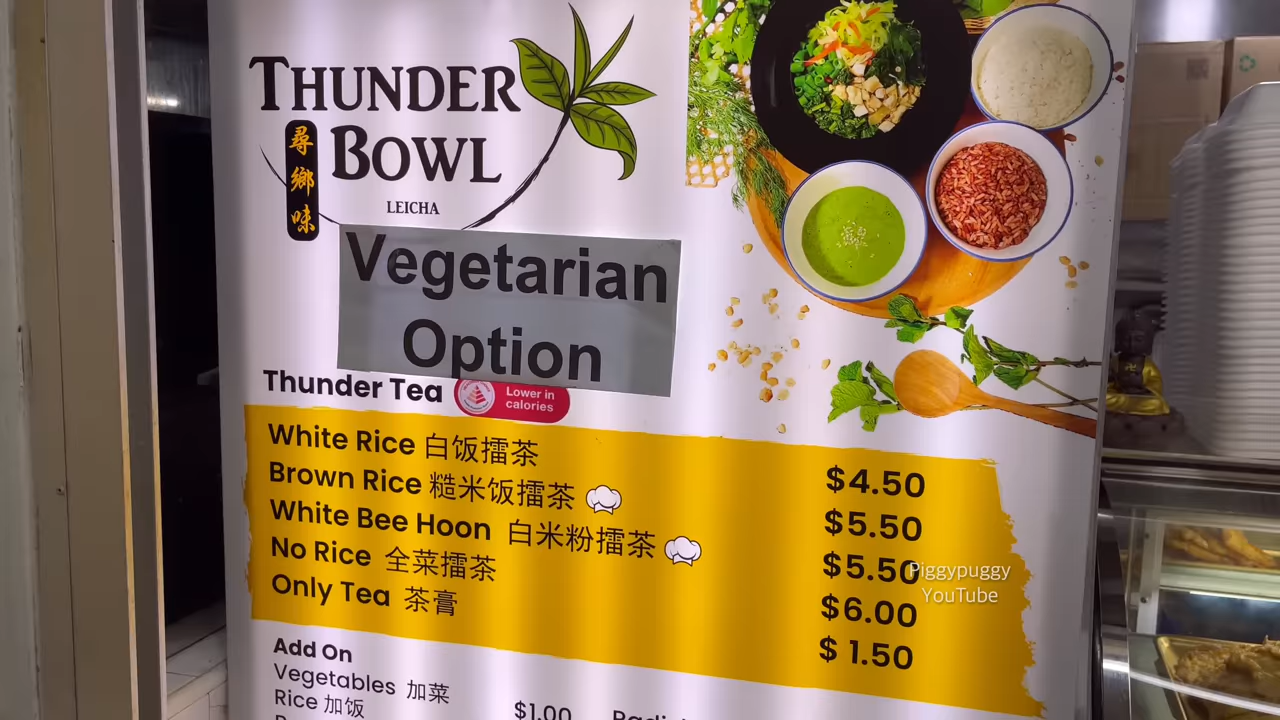 THUNDER
BOWL
尋鄉味
LEICHA
Vegetarian
Option
Thunder Tea
Lower in
calories
White Rice 白饭擂茶 $4.50
Brown Rice 糙米饭擂茶 $5.50
White Bee Hoon 白米粉擂茶 $5.50
No Rice 全菜擂茶 $6.00
Only Tea 茶膏 $ 1.50
Piggypuggy
YouTube
Add On
Vegetables 加菜
Rice 加饭 $1.00